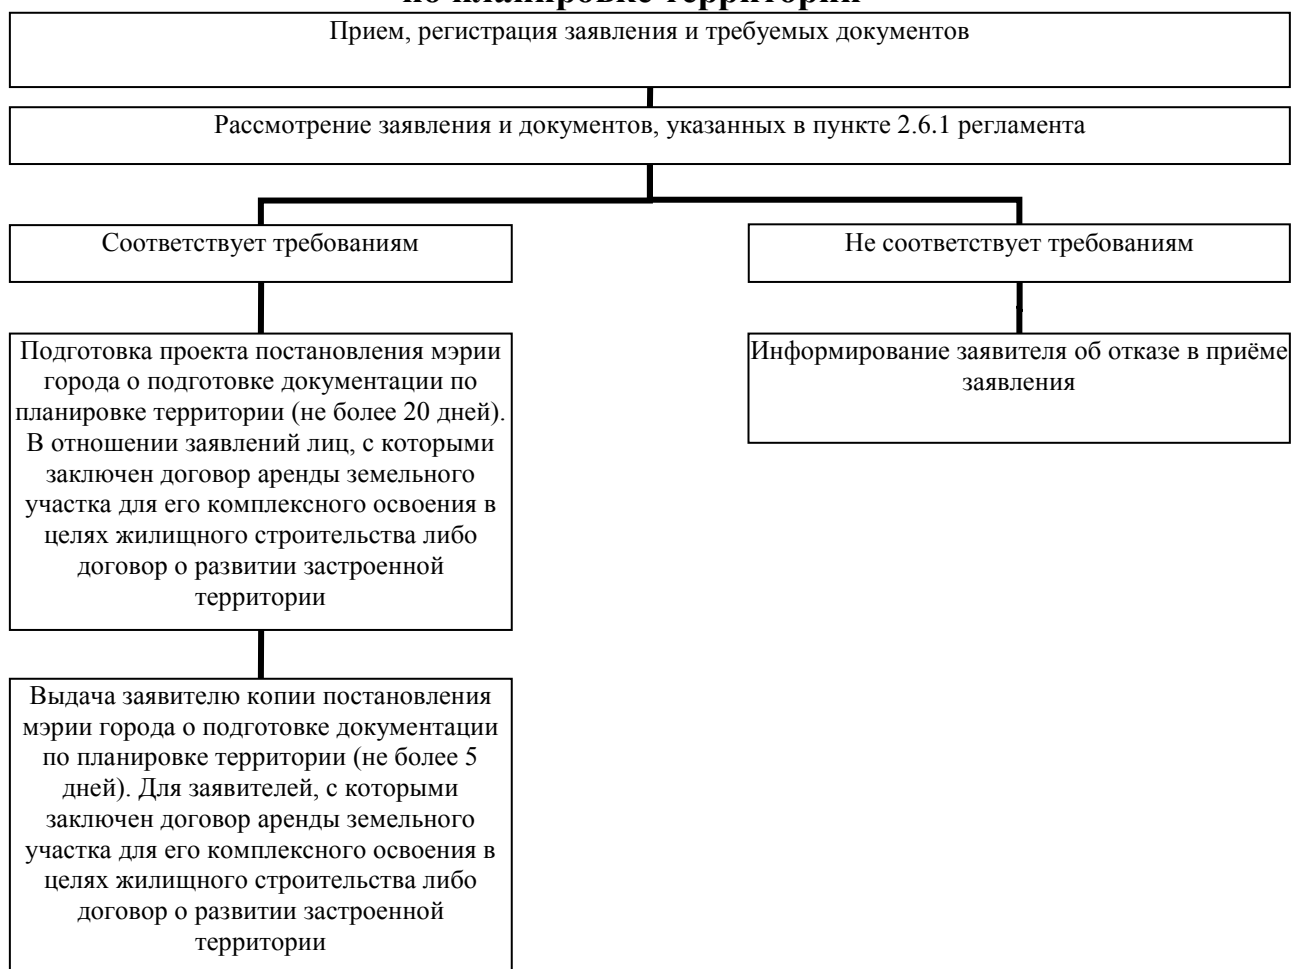 по планировке территории
Прием, регистрация заявления и требуемых документов
Рассмотрение заявления и документов, указанных в пункте 2.6.1 регламента
Соответствует требованиям
Не соответствует требованиям
Подготовка проекта постановления мэрии
города о подготовке документации по
планировке территории (не более 20 дней).
В отношении заявлений лиц, с которыми
заключен договор аренды земельного
участка для его комплексного освоения в
целях жилищного строительства либо
договор о развитии застроенной
территории
Информирование заявителя об отказе в приёме
заявления
Выдача заявителю копии постановления
мэрии города о подготовке документации
по планировке территории (не более 5
дней). Для заявителей, с которыми
заключен договор аренды земельного
участка для его комплексного освоения в
целях жилищного строительства либо
договор о развитии застроенной
территории